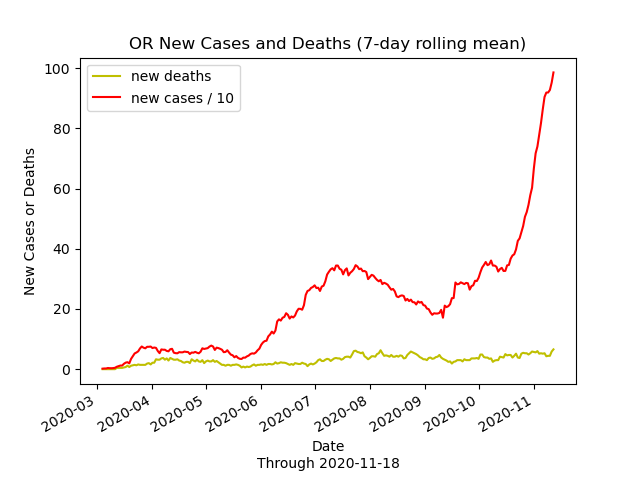 OR New Cases and Deaths (7-day rolling mean)
new deaths
new cases / 10
New Cases or Deaths
100
80
60
40
20
0
2020-03
2020-04
2020-05
2020-06
2020-07
2020-08
2020-09
2020-10
2020-11
Date
Through 2020-11-18